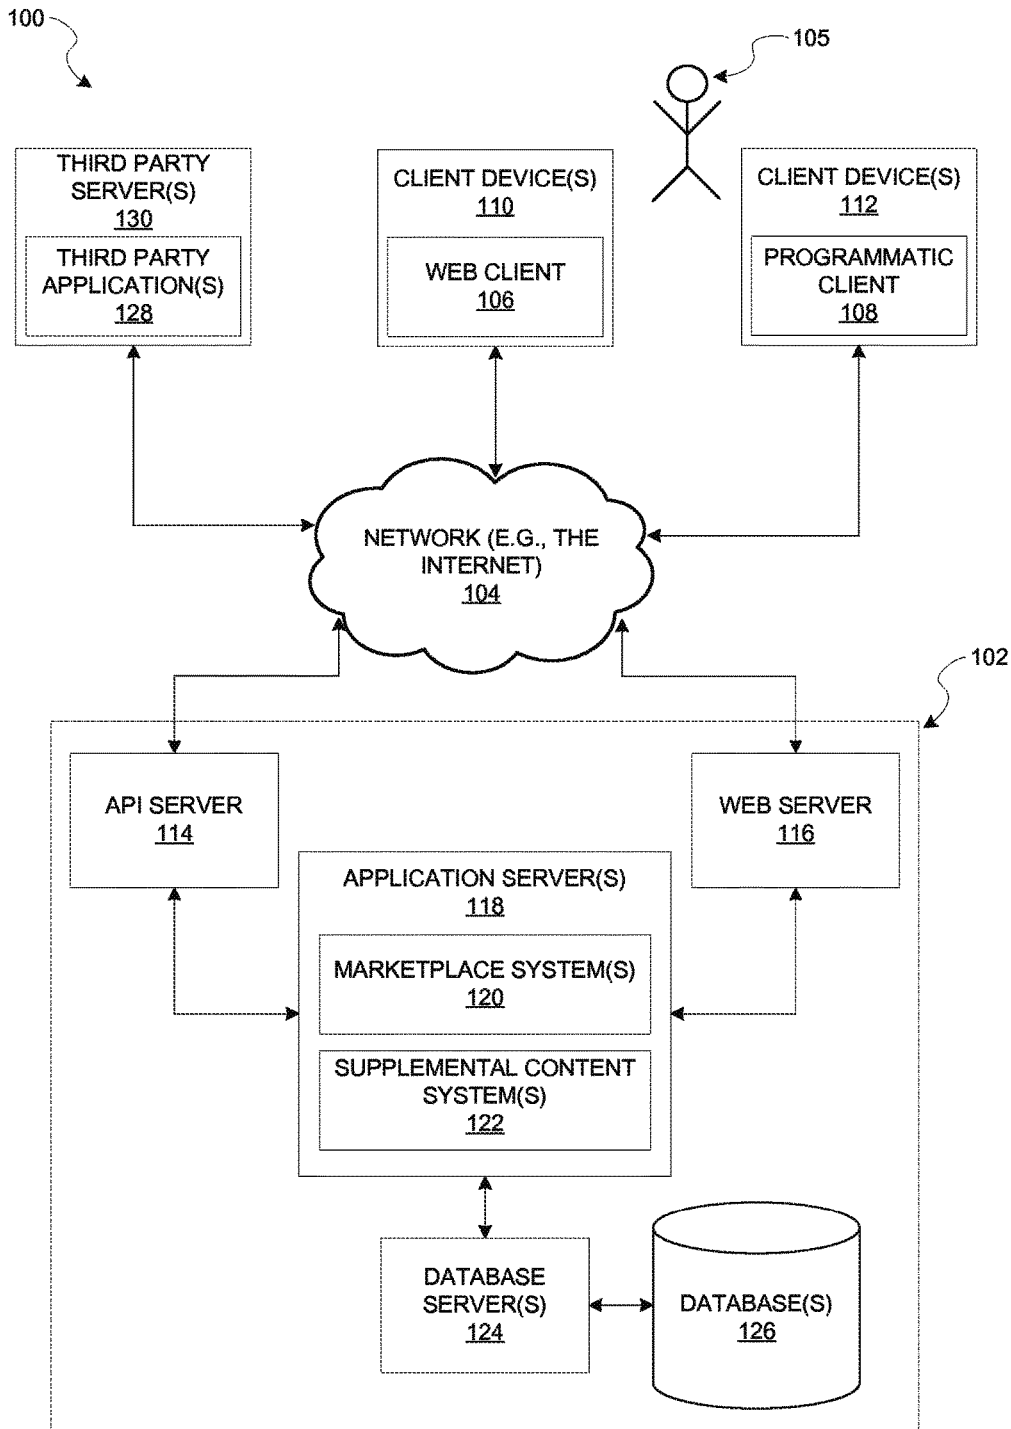 100
105
THIRD PARTY
SERVER(S)
130
THIRD PARTY
APPLICATION(S)
128
CLIENT DEVICE(S)
110
WEB CLIENT
106
CLIENT DEVICE(S)
112
PROGRAMMATIC
CLIENT
108
NETWORK (E.G., THE
INTERNET)
104
102
API SERVER
114
WEB SERVER
116
APPLICATION SERVER(S)
118
MARKETPLACE SYSTEM(S)
120
SUPPLEMENTAL CONTENT
SYSTEM(S)
122
DATABASE
SERVER(S)
124
DATABASE(S)
126